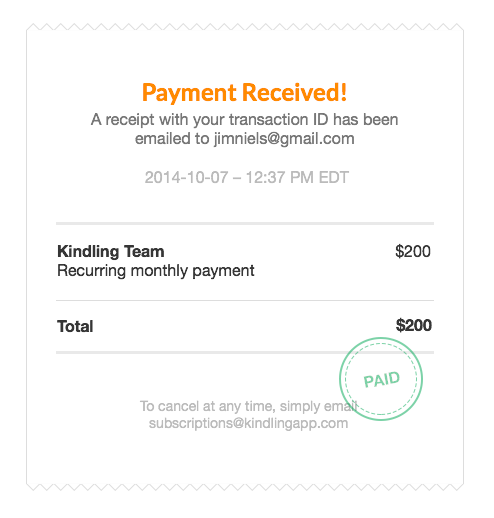 Payment Received!
A receipt with your transaction ID has been
emailed to jimniels@gmail.com
2014-10-07 – 12:37 PM EDT
Kindling Team $200
Recurring monthly payment
Total $200
PAID
To cancel at any time, simply email
subscriptions@kindlingapp.com